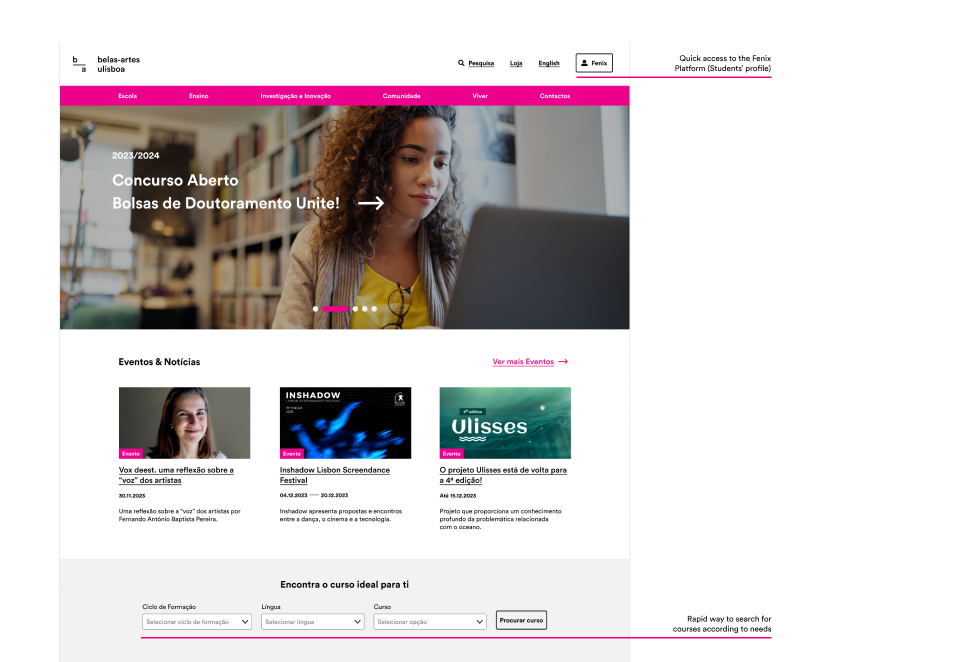 b
a
belas-artes
ulisboa
Pesquisa Loja English Fenix
Quick access to the Fenix
Platform (Students' profile)
Escola Ensino Investigação e Inovação Comunidade Viver Contactos
2023/2024
Concurso Aberto
Bolsas de Doutoramento Unite!
Eventos & Notícias
Ver mais Eventos
Evento
Vox deest. uma reflexão sobre a
"voz" dos artistas
30.11.2023
Uma reflexão sobre a "voz" dos artistas por
Fernando António Baptista Pereira.
INSHADOW
Evento
Inshadow Lisbon Screendance
Festival
04.12.2023 — 20.12.2023
Inshadow apresenta propostas e encontros
entre a dança, o cinema e a tecnologia.
4ª edition
Ulisses
Evento
O projeto Ulisses está de volta para
a 4ª edição!
Até 15.12.2023
Projeto que proporciona um conhecimento
profundo da problemática relacionada
com o oceano.
Encontra o curso ideal para ti
Ciclo de Formação Língua Curso
Selecionar ciclo de formação Selecionar língua Selecionar opção Procurar curso
Rapid way to search for
courses according to needs